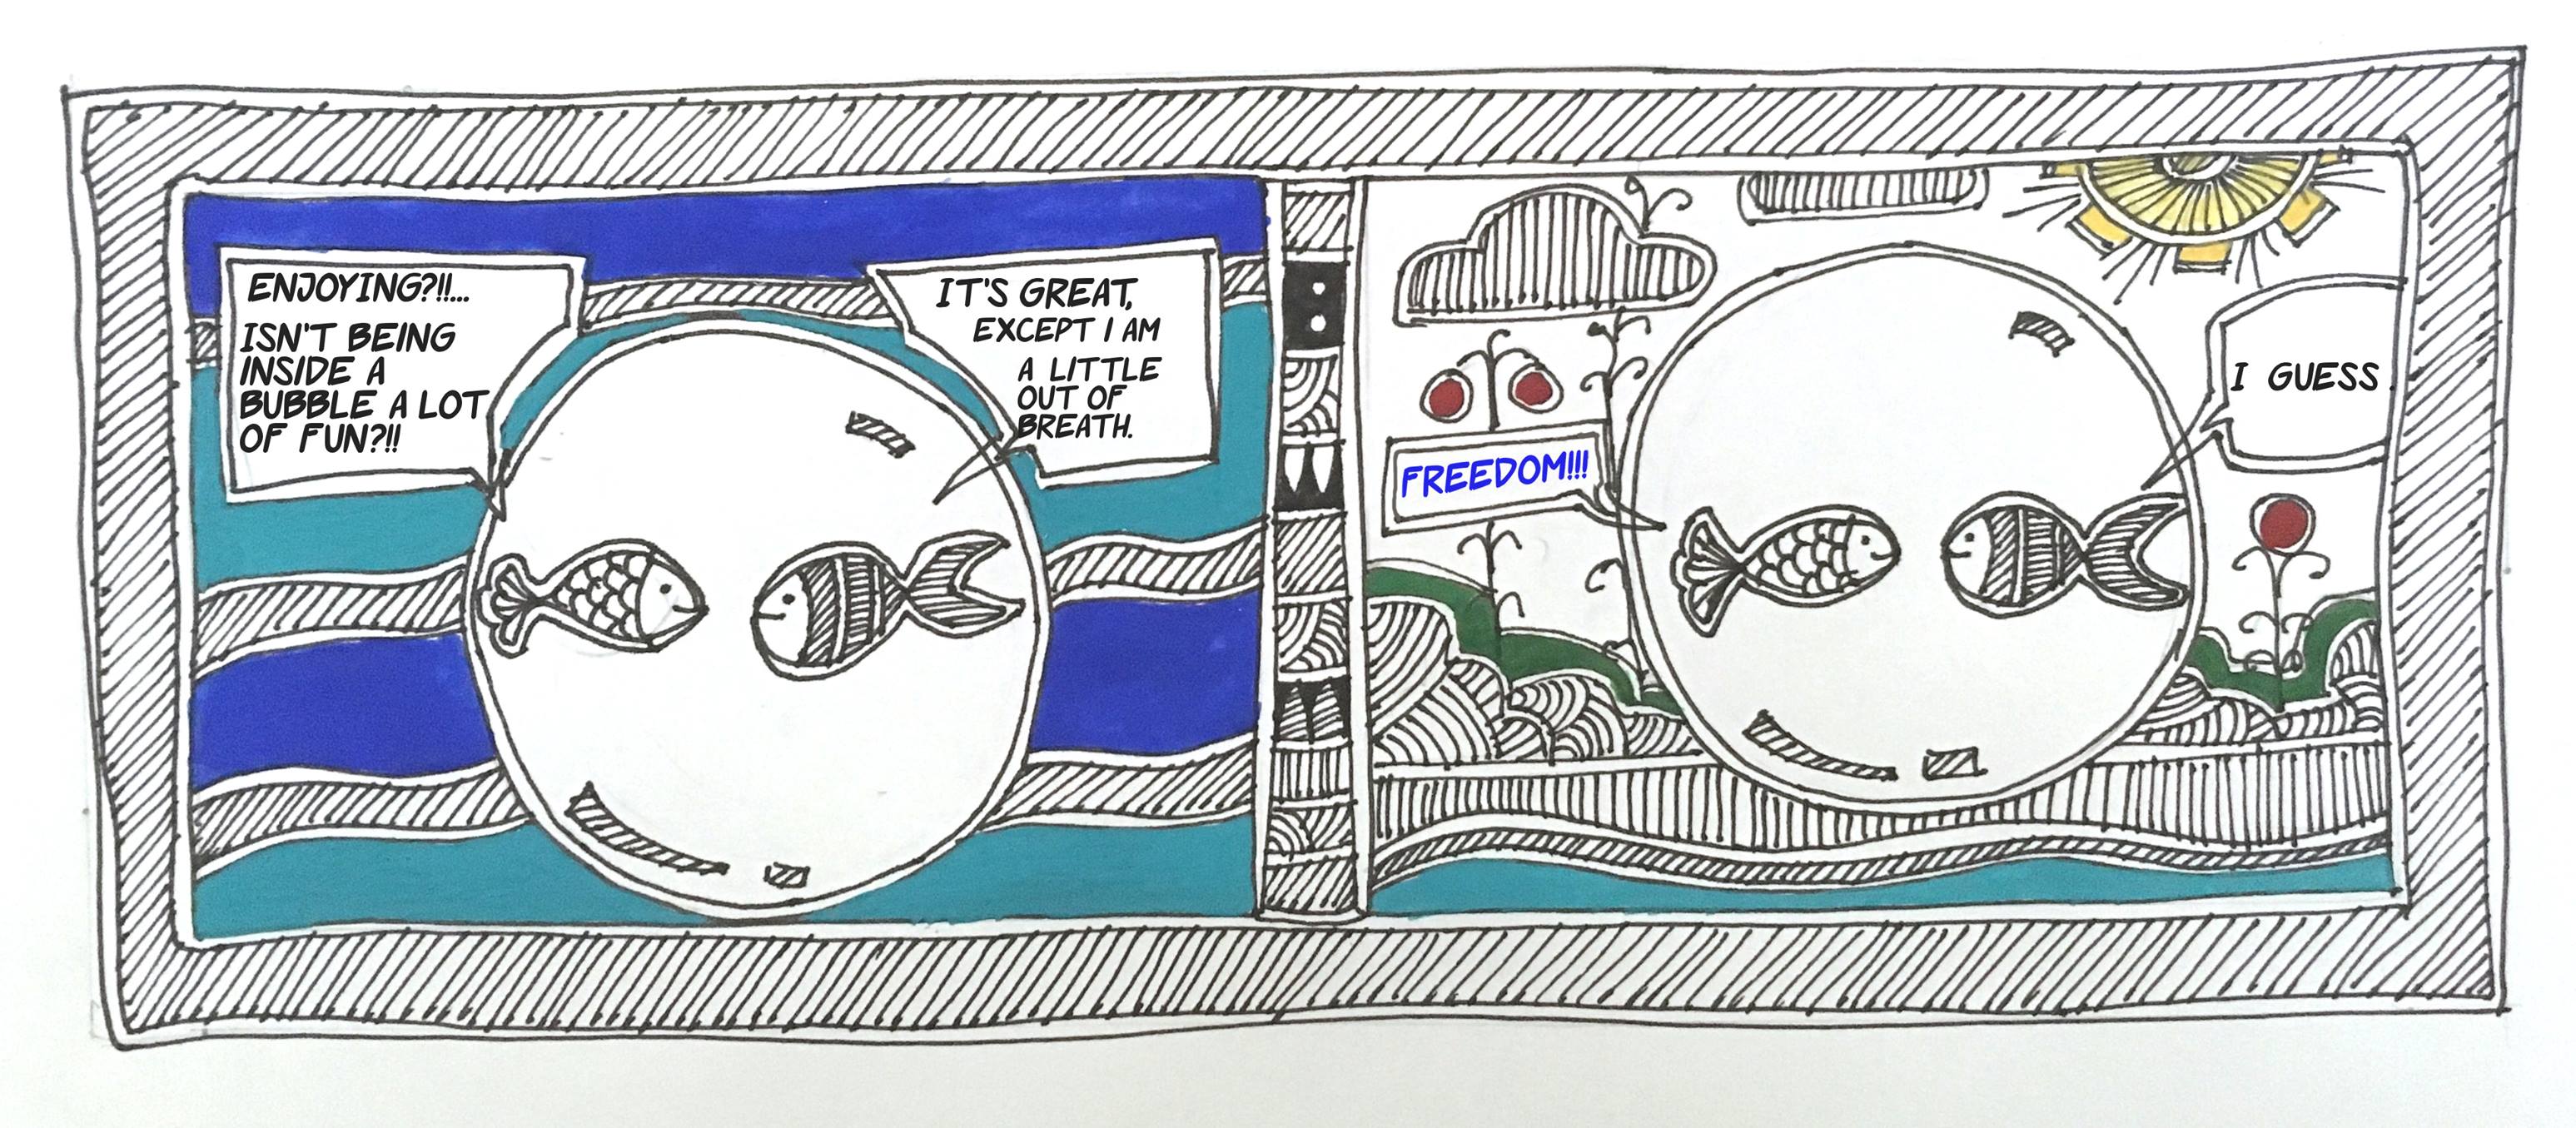 ENJOYING?!!...
ISN'T BEING
INSIDE A
BUBBLE A LOT
OF FUN?!!
IT'S GREAT,
EXCEPT I AM
A LITTLE
OUT OF
BREATH.
FREEDOM!!!
I GUESS.